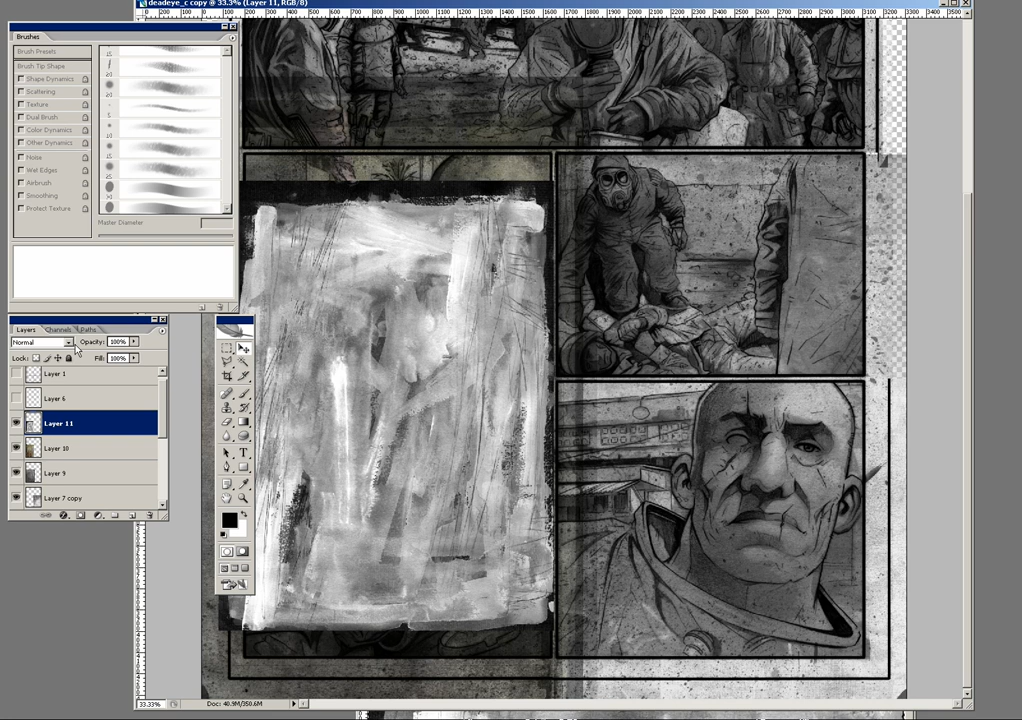 deadeye_c copy @ 33.3% (Layer 11, RGB/8)
Brushes
Brush Presets
Brush Tip Shape
Shape Dynamics
Scattering
Texture
Dual Brush
Color Dynamics
Other Dynamics
Noise
Wet Edges
Airbrush
Smoothing
Protect Texture
Master Diameter
Layers
Channels
Paths
Normal
Opacity: 100%
Lock:
Fill: 100%
Layer 1
Layer 6
Layer 11
Layer 10
Layer 9
Layer 7 copy
33.33%
Doc: 40.9M/350.6M